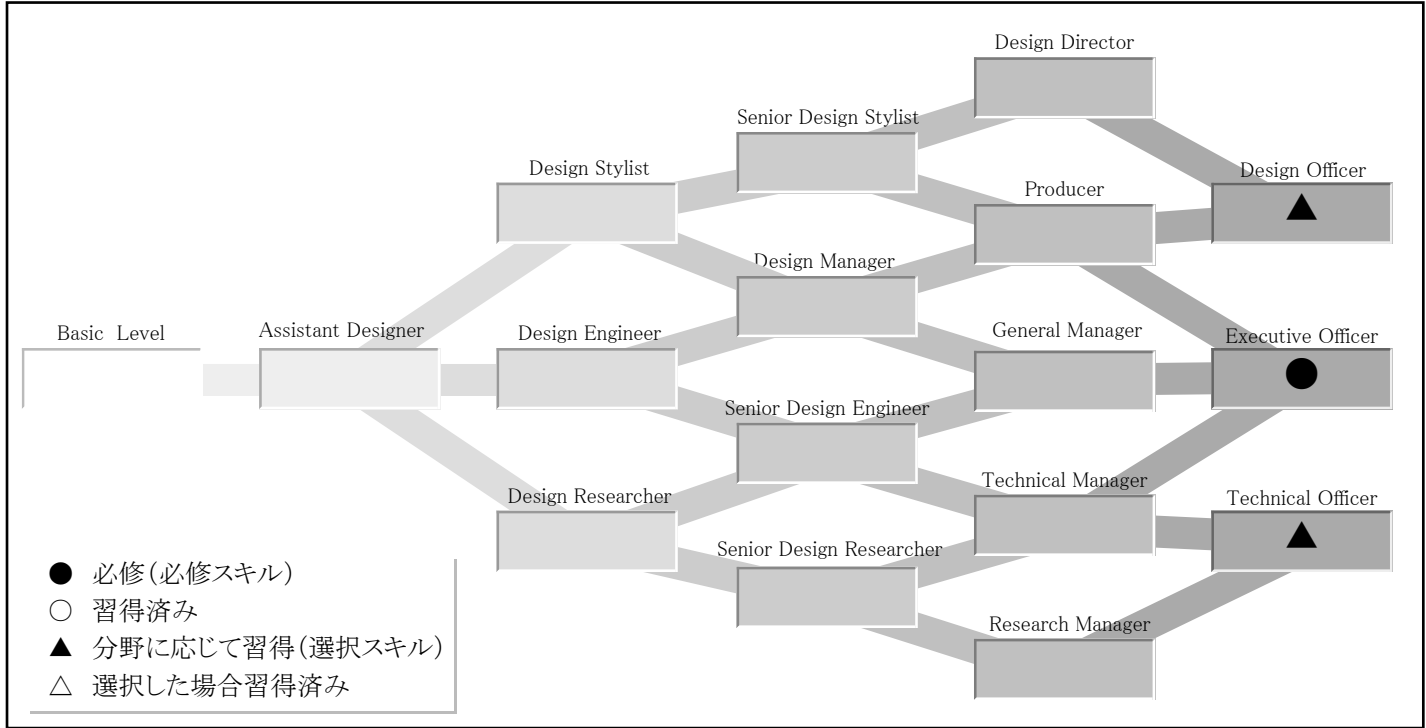 Design Director
Senior Design Stylist
Design Stylist
Design Officer
▲
Producer
Design Manager
Basic Level
Assistant Designer
Design Engineer
General Manager
Executive Officer
●
Senior Design Engineer
Technical Manager
Design Researcher
Technical Officer
▲
Senior Design Researcher
Research Manager
● 必修(必修スキル)
○ 習得済み
▲ 分野に応じて習得(選択スキル)
△ 選択した場合習得済み